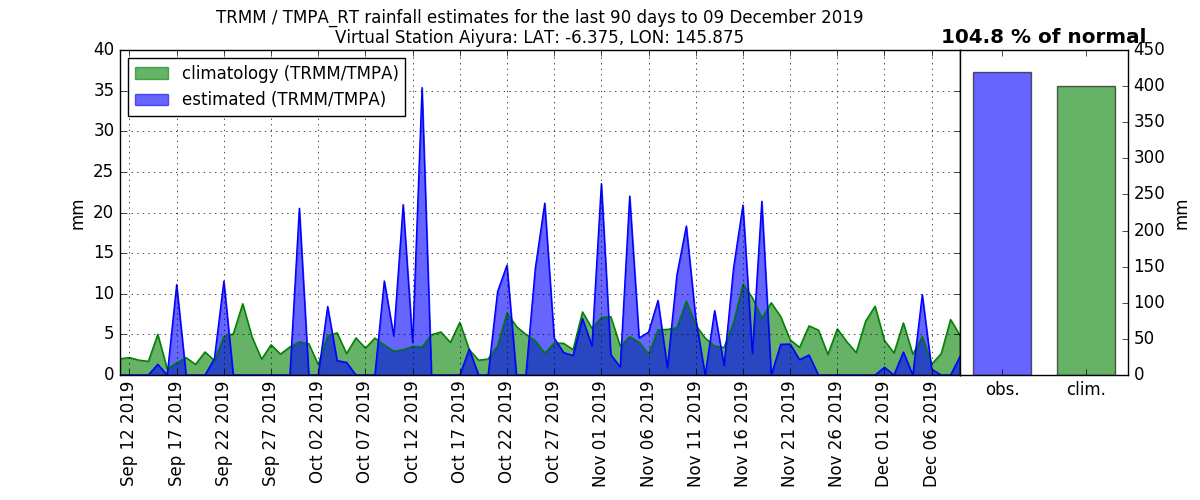 TRMM / TMPA_RT rainfall estimates for the last 90 days to 09 December 2019
Virtual Station Aiyura: LAT: -6.375, LON: 145.875
104.8 % of normal
climatology (TRMM/TMPA)
estimated (TRMM/TMPA)
mm
40
35
30
25
20
15
10
5
0
Sep 12 2019
Sep 17 2019
Sep 22 2019
Sep 27 2019
Oct 02 2019
Oct 07 2019
Oct 12 2019
Oct 17 2019
Oct 22 2019
Oct 27 2019
Nov 01 2019
Nov 06 2019
Nov 11 2019
Nov 16 2019
Nov 21 2019
Nov 26 2019
Dec 01 2019
Dec 06 2019
obs.
clim.
450
400
350
300
250
200
150
100
50
0
mm